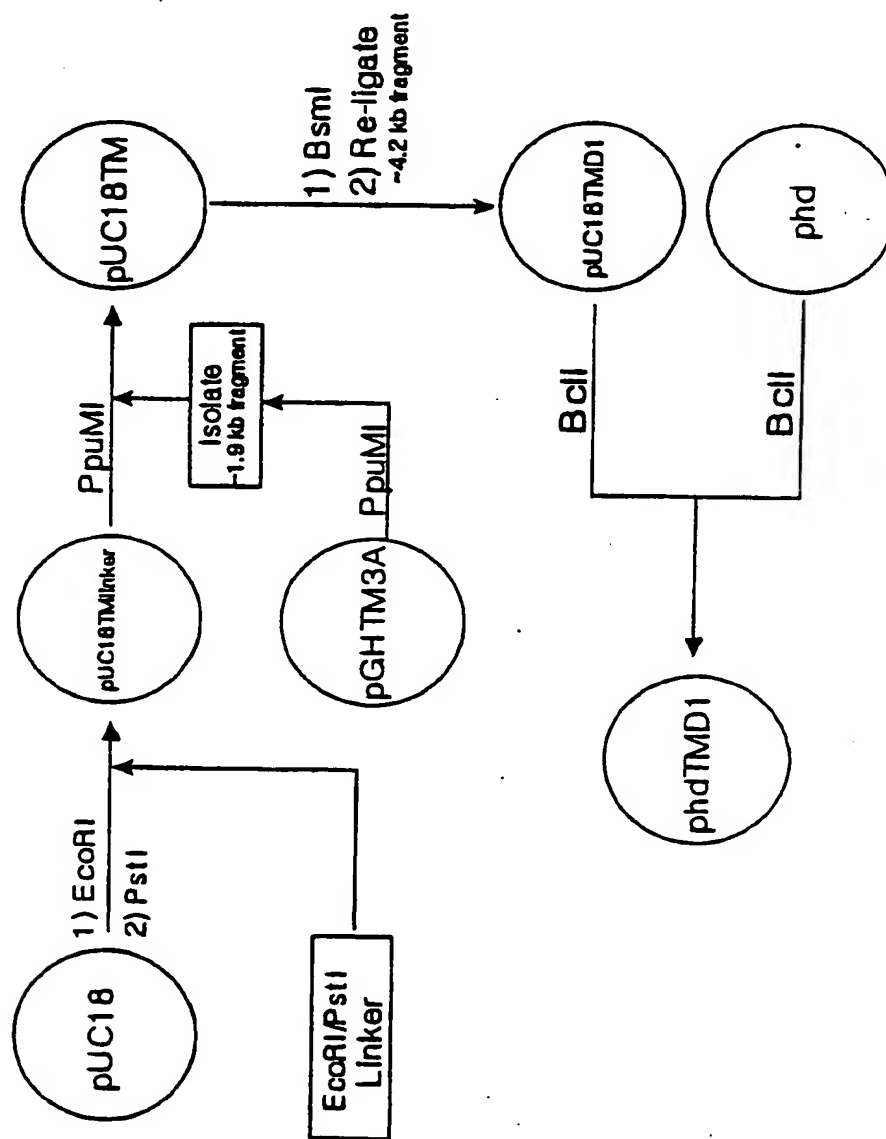 pUC18
1) EcoRI
2) PstI
EcoRI/PstI
Linker
pUC18TMlinker
PpuMI
pGHTM3A
PpuMI
Isolate
~1.9 kb fragment
pUC18TM
1) BsmI
2) Re-ligate
~4.2 kb fragment
pUC18TMD1
BclI
phd
BclI
phdTMD1